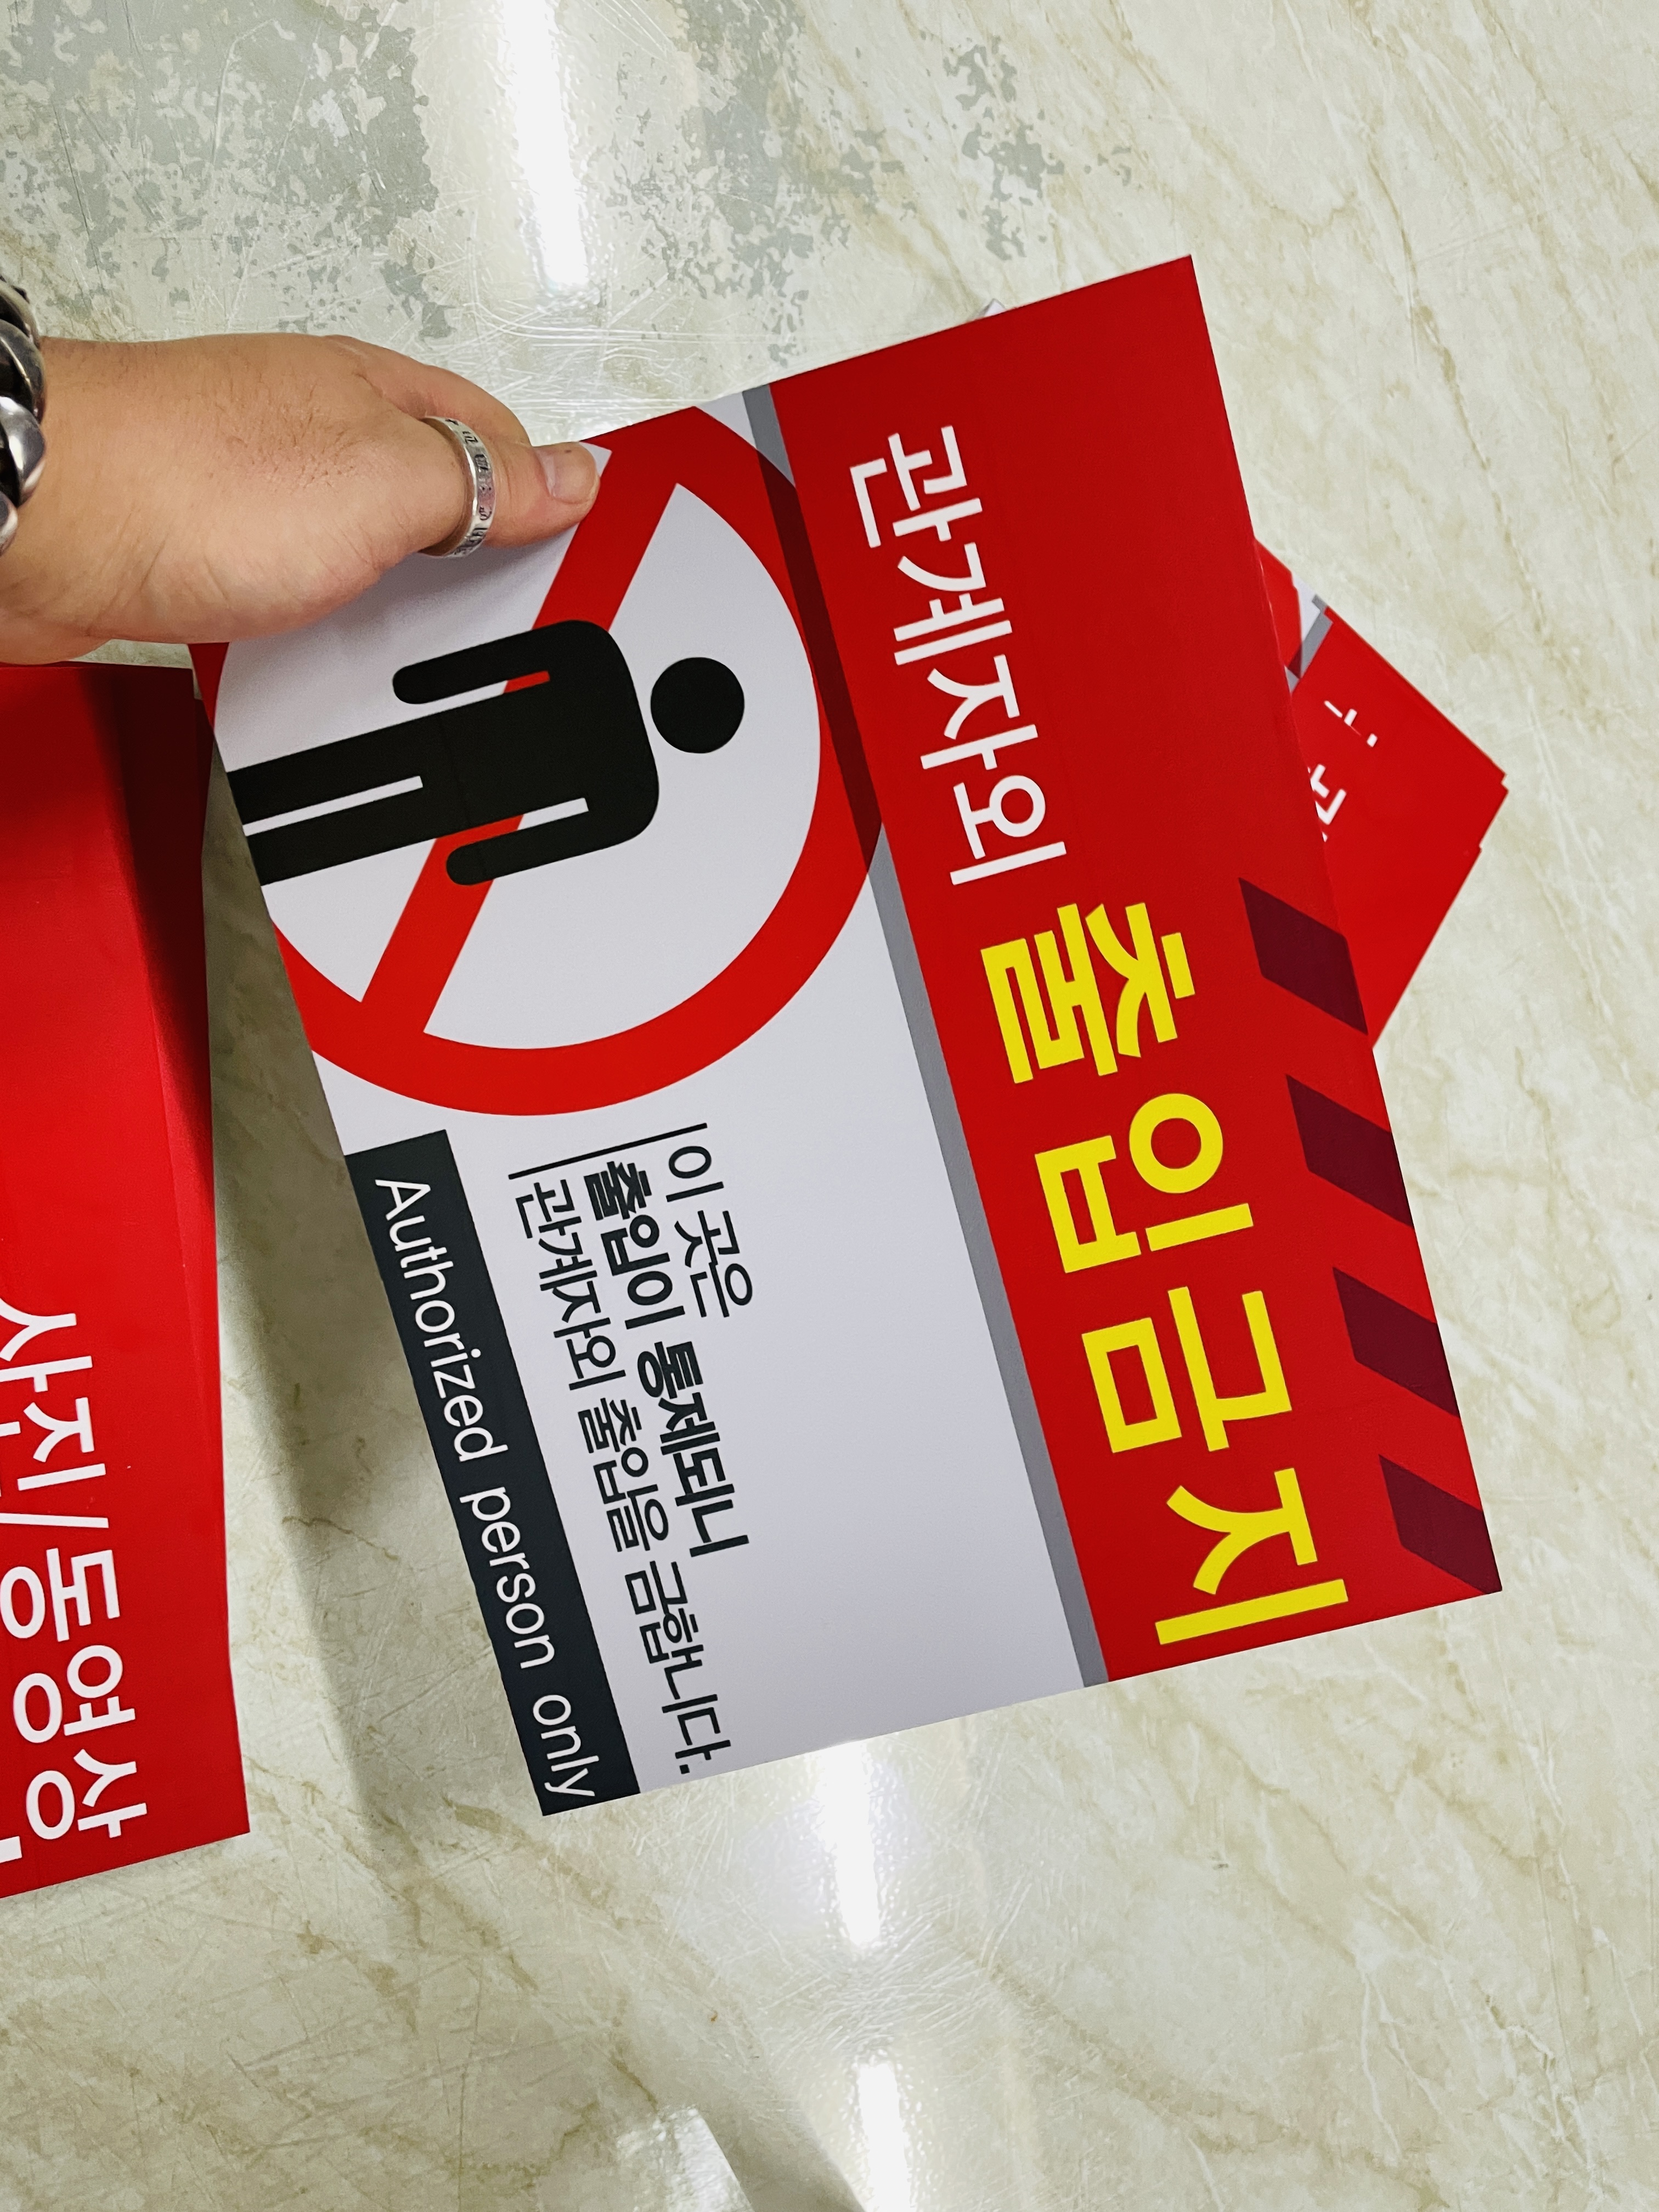 관계자외 출입금지
이 곳은
출입이 통제되니
관계자외 출입을 금합니다.
Authorized person only
사진/동영상